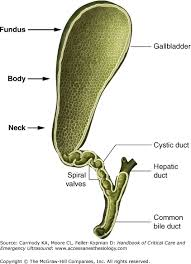 Fundus
Gallbladder
Body
Neck
Cystic duct
Spiral
valves
Hepatic
duct
Common
bile duct
Source: Carmody KA, Moore CL, Feller-Kopman D: Handbook of Critical Care and
Emergency Ultrasound: www.accessanesthesiology.com
Copyright © The McGraw-Hill Companies, Inc. All rights reserved.